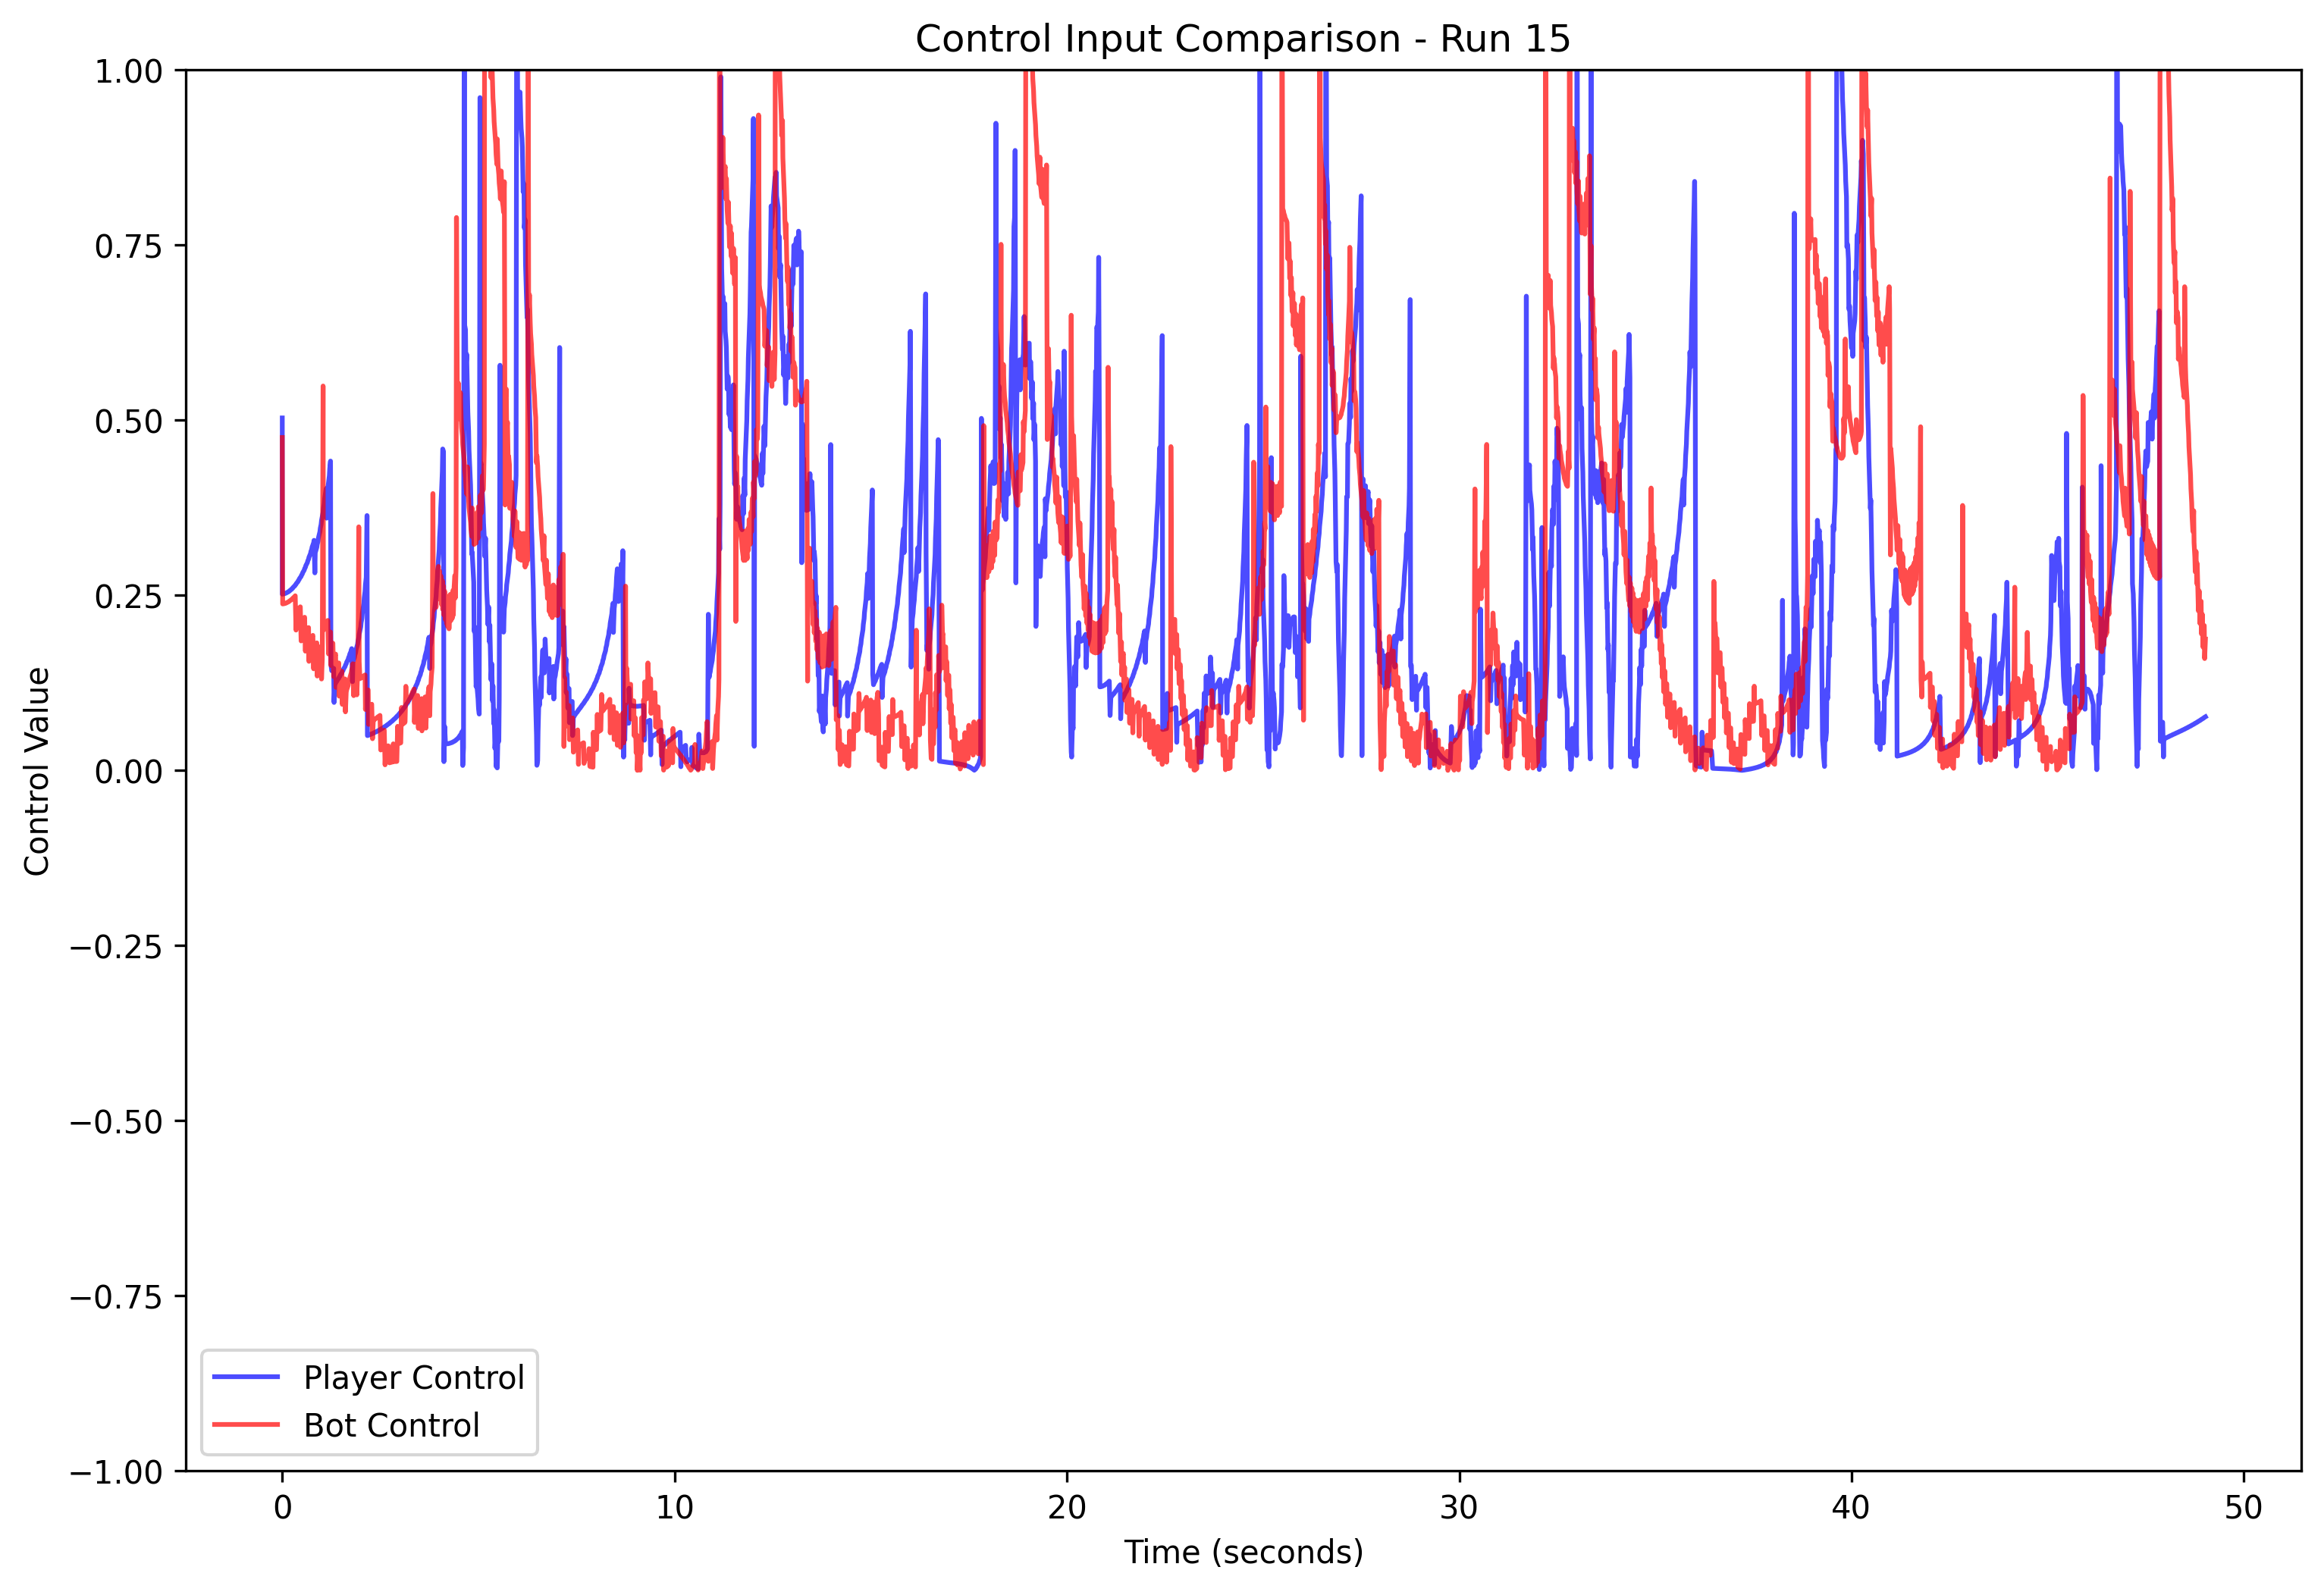 Control Input Comparison - Run 15
1.00
0.75
0.50
0.25
0.00
−0.25
−0.50
−0.75
−1.00
Control Value
Player Control
Bot Control
0 10 20 30 40 50
Time (seconds)